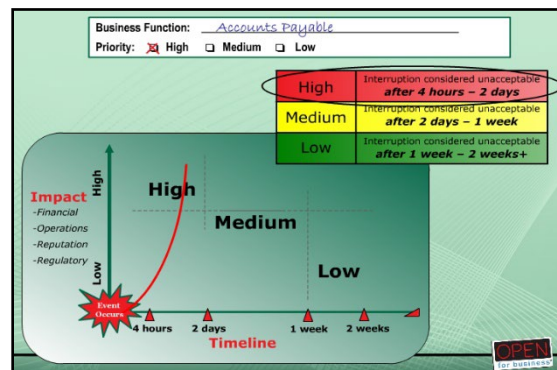 Business Function: Accounts Payable
Priority: High Medium Low
High
Interruption considered unacceptable
after 4 hours – 2 days
Medium
Interruption considered unacceptable
after 2 days – 1 week
Low
Interruption considered unacceptable
after 1 week – 2 weeks+
Impact
-Financial
-Operations
-Reputation
-Regulatory
High
Low
High
Medium
Low
Event
Occurs
4 hours 2 days 1 week 2 weeks
Timeline
OPEN
for business